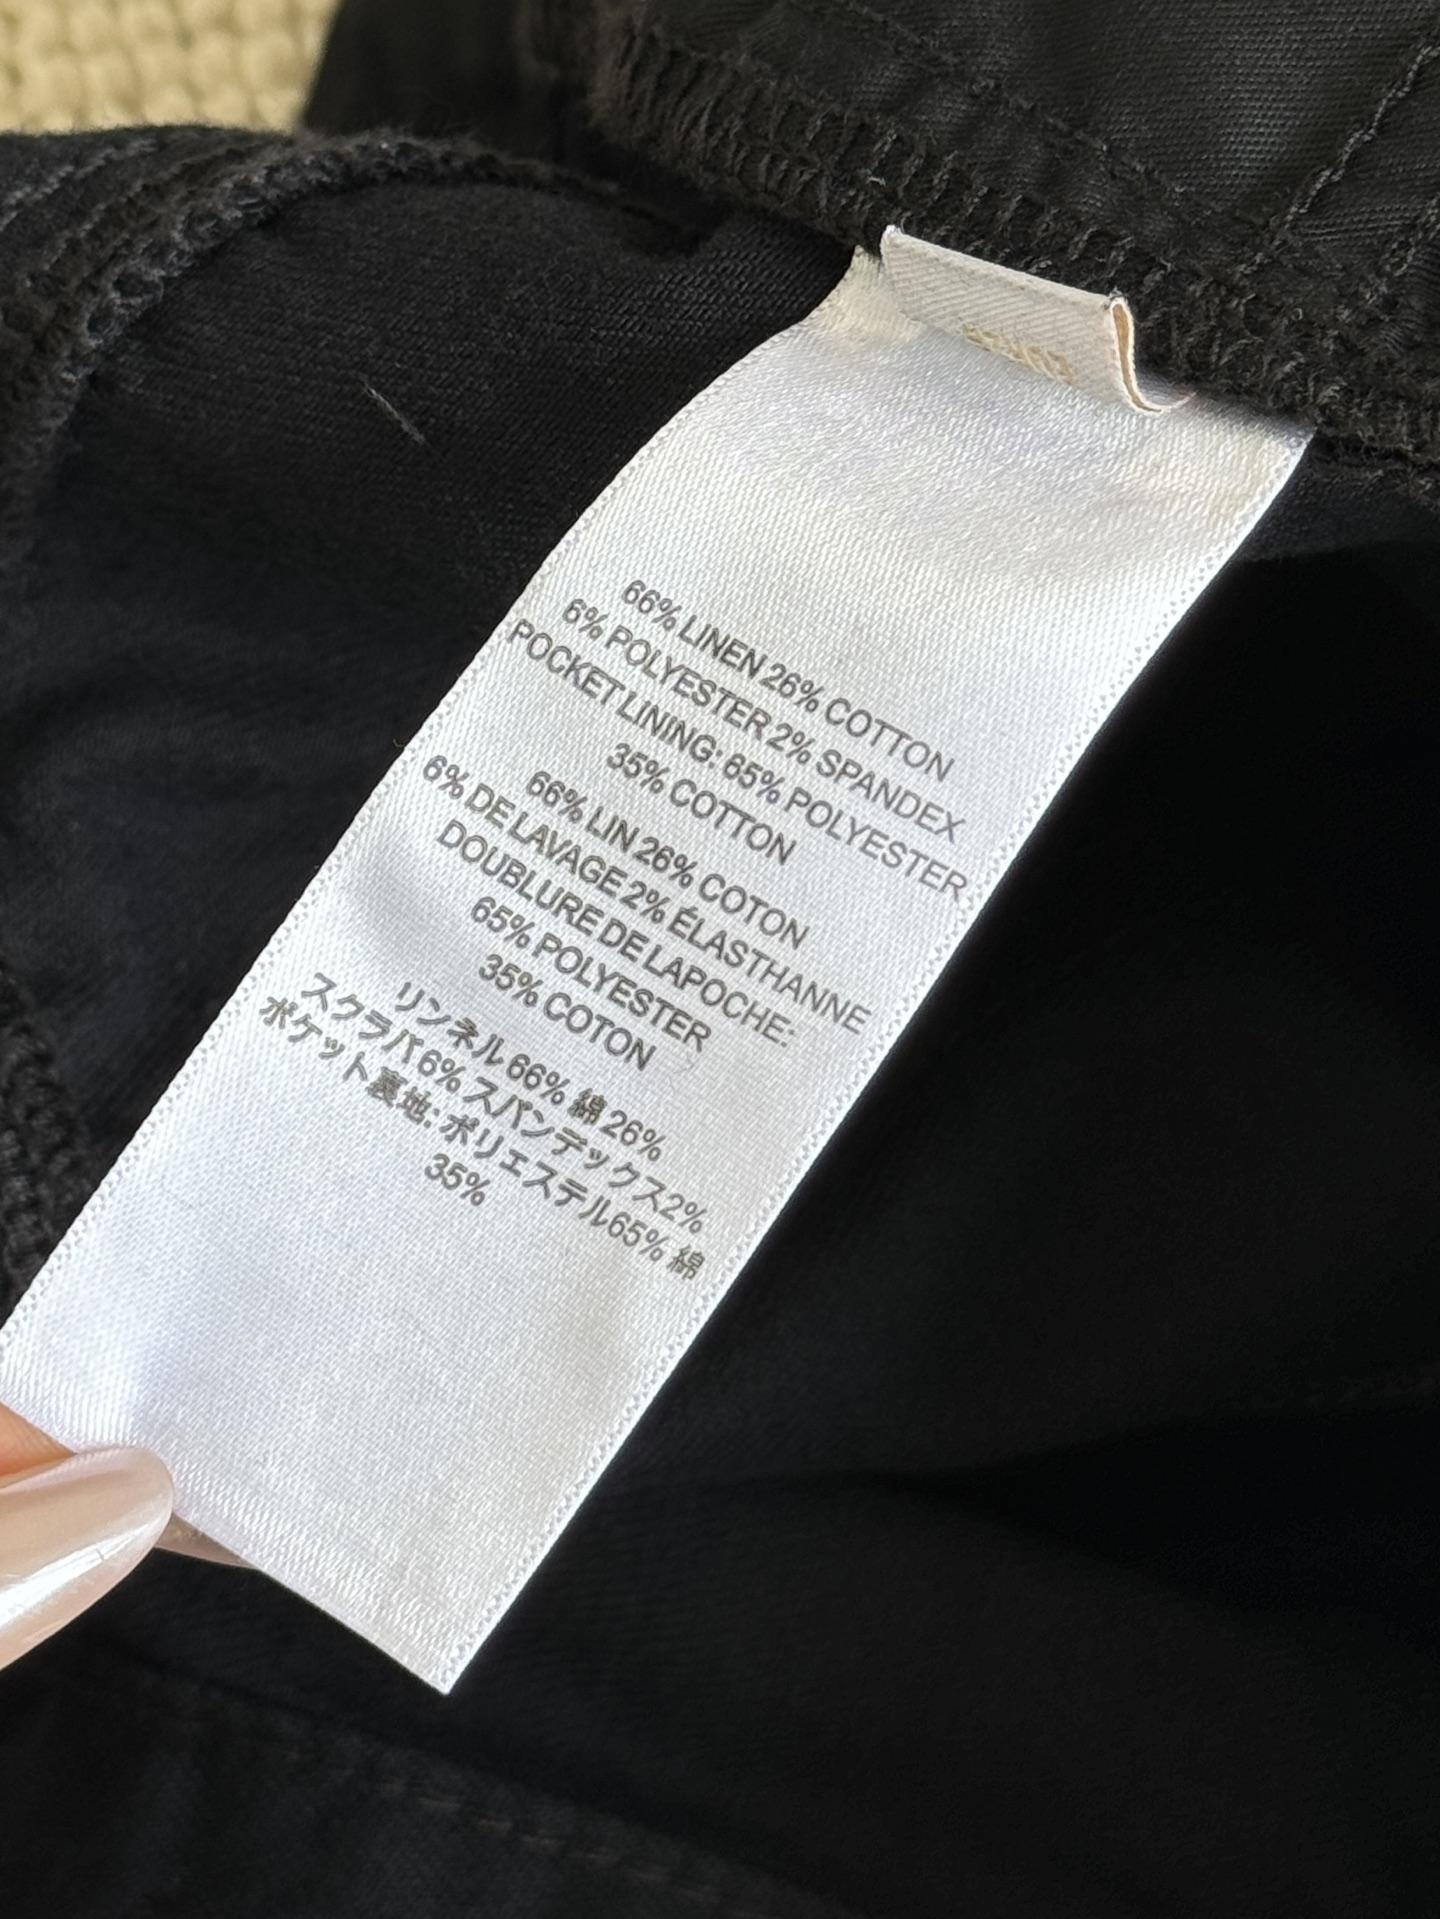 66% LINEN 26% COTTON
6% POLYESTER 2% SPANDEX
POCKET LINING: 65% POLYESTER
35% COTTON
66% LIN 26% COTON
6% DE LAVAGE 2% ÉLASTHANNE
DOUBLURE DE LAPOCHE:
65% POLYESTER
35% COTON
リンネル 66% 綿 26%
スクラバ 6% スパンデックス2%
ポケット裏地: ポリエステル65% 綿
35%